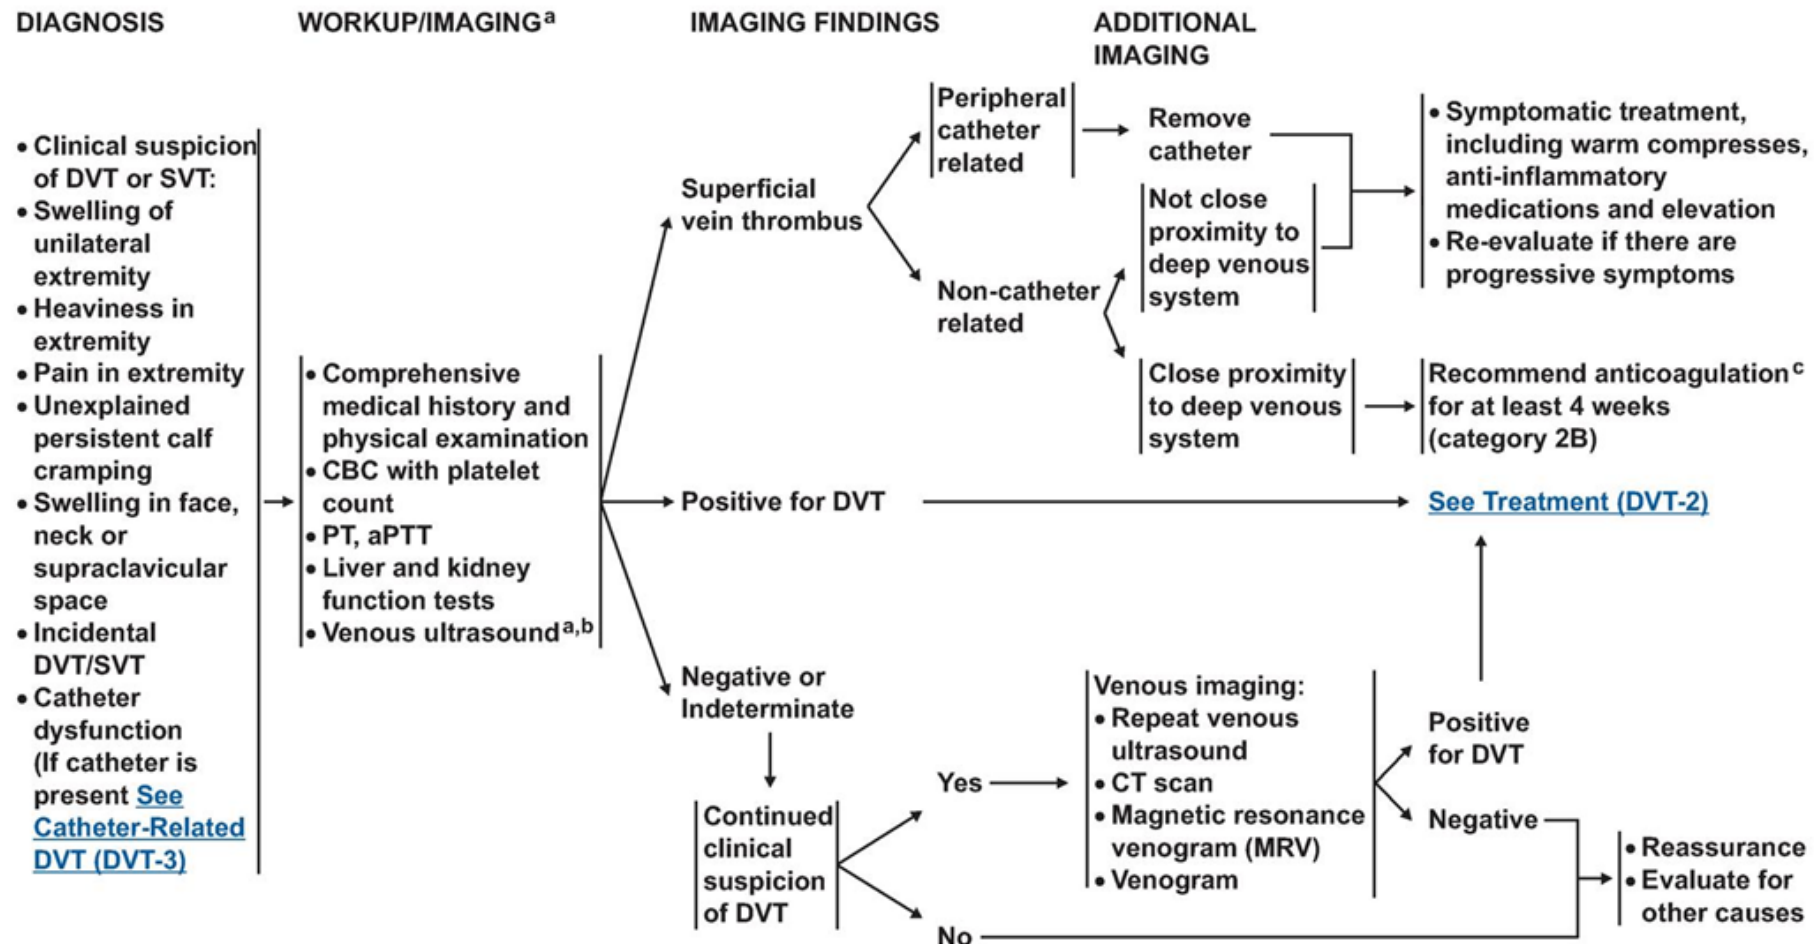 DIAGNOSIS
WORKUP/IMAGINGa
IMAGING FINDINGS
ADDITIONAL
IMAGING
• Clinical suspicion
of DVT or SVT:
• Swelling of
unilateral
extremity
• Heaviness in
extremity
• Pain in extremity
• Unexplained
persistent calf
cramping
• Swelling in face,
neck or
supraclavicular
space
• Incidental
DVT/SVT
• Catheter
dysfunction
(If catheter is
present See
Catheter-Related
DVT (DVT-3)
• Comprehensive
medical history and
physical examination
• CBC with platelet
count
• PT, aPTT
• Liver and kidney
function tests
• Venous ultrasounda,b
Superficial
vein thrombus
Peripheral
catheter
related
Remove
catheter
• Symptomatic treatment,
including warm compresses,
anti-inflammatory
medications and elevation
• Re-evaluate if there are
progressive symptoms
Non-catheter
related
Not close
proximity to
deep venous
system
Close proximity
to deep venous
system
Recommend anticoagulationc
for at least 4 weeks
(category 2B)
Positive for DVT
See Treatment (DVT-2)
Negative or
Indeterminate
Continued
clinical
suspicion
of DVT
Yes
Venous imaging:
• Repeat venous
ultrasound
• CT scan
• Magnetic resonance
venogram (MRV)
• Venogram
Positive
for DVT
Negative
No
• Reassurance
• Evaluate for
other causes